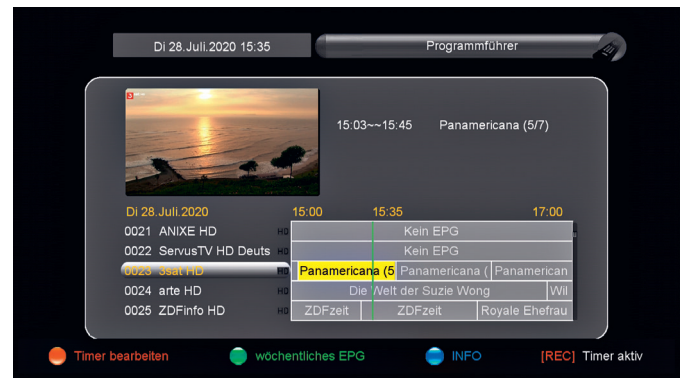 Di 28.Juli.2020 15:35
Programmführer
15:03~~15:45 Panamericana (5/7)
Di 28.Juli.2020 15:00 15:35 17:00
0021 ANIXE HD HD Kein EPG
0022 ServusTV HD Deuts HD Kein EPG
0023 3sat HD HD Panamericana (5 Panamericana ( Panamerican
0024 arte HD HD Die Welt der Suzie Wong Wil
0025 ZDFinfo HD HD ZDFzeit ZDFzeit Royale Ehefrau
Timer bearbeiten wöchentliches EPG INFO [REC] Timer aktiv